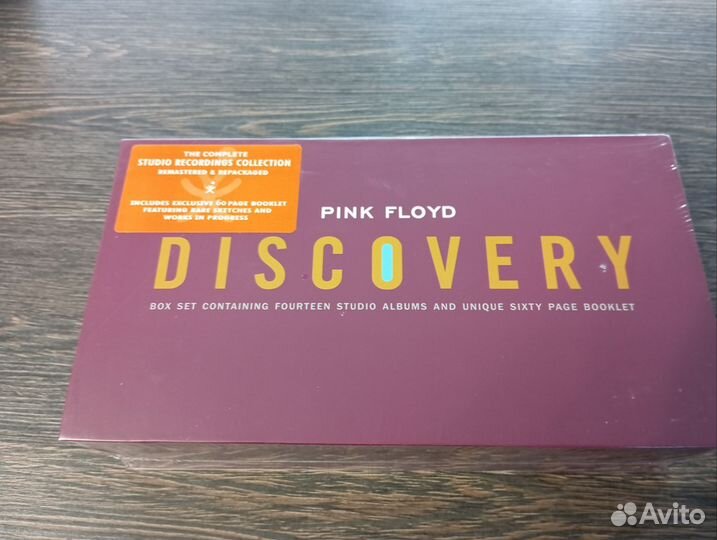 THE COMPLETE
STUDIO RECORDINGS COLLECTION
REMASTERED & REPACKAGED
INCLUDES EXCLUSIVE 60 PAGE BOOKLET
FEATURING RARE SKETCHES AND
WORKS IN PROGRESS
PINK FLOYD
DISCOVERY
BOX SET CONTAINING FOURTEEN STUDIO ALBUMS AND UNIQUE SIXTY PAGE BOOKLET
Avito